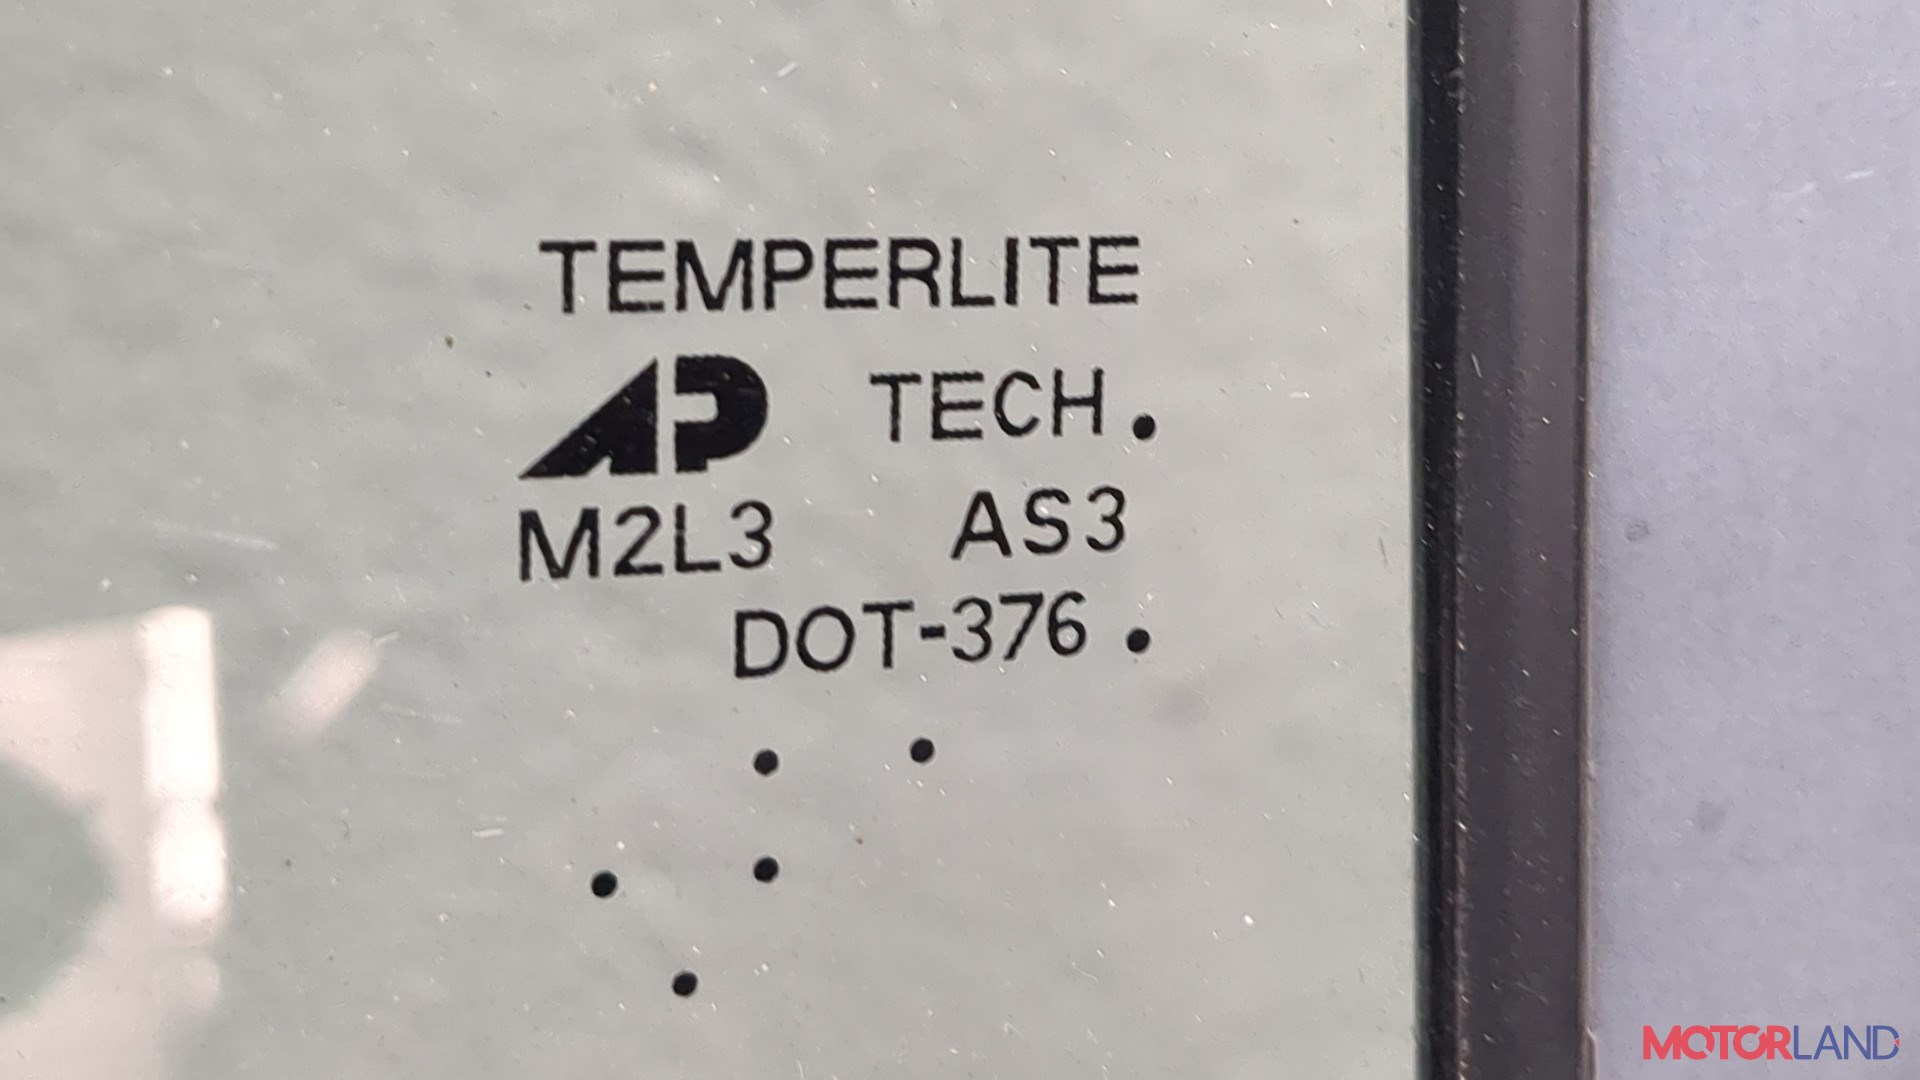 TEMPERLITE
AP TECH.
M2L3 AS3
DOT-376.
MOTORLAND